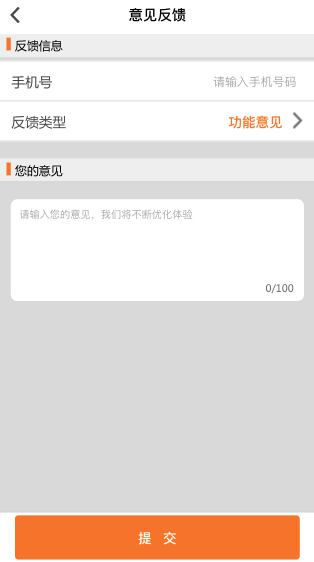 意见反馈
反馈信息
手机号 请输入手机号码
反馈类型 功能意见
您的意见
请输入您的意见，我们将不断优化体验
0/100
提 交